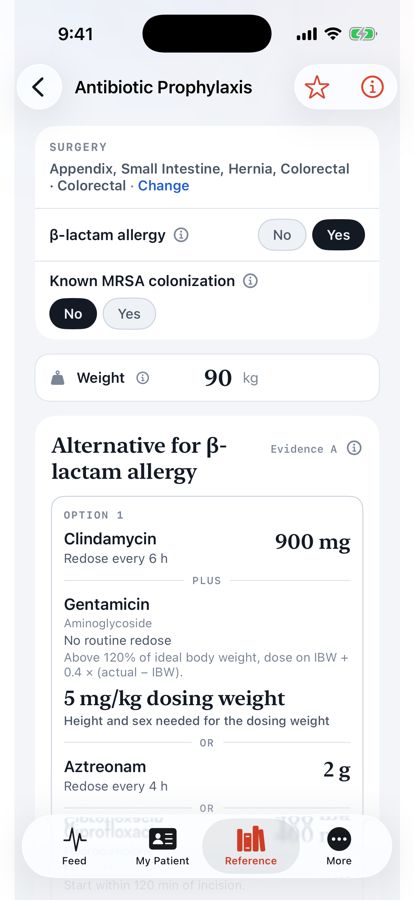 9:41
Antibiotic Prophylaxis
SURGERY
Appendix, Small Intestine, Hernia, Colorectal
· Colorectal · Change
β-lactam allergy
No
Yes
Known MRSA colonization
No
Yes
Weight
90 kg
Alternative for β-
lactam allergy
Evidence A
OPTION 1
Clindamycin
900 mg
Redose every 6 h
PLUS
Gentamicin
Aminoglycoside
No routine redose
Above 120% of ideal body weight, dose on IBW +
0.4 × (actual – IBW).
5 mg/kg dosing weight
Height and sex needed for the dosing weight
OR
Aztreonam
2 g
Redose every 4 h
OR
Feed
My Patient
Reference
More
Start within 120 min of incision.